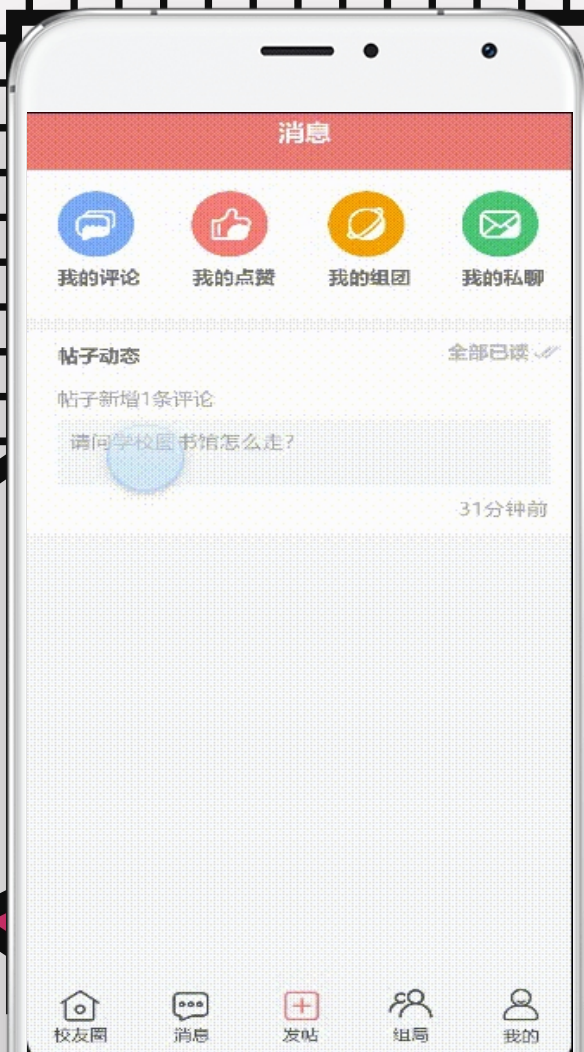 消息
我的评论 我的点赞 我的组团 我的私聊
帖子动态 全部已读
帖子新增1条评论
请问学校图书馆怎么走?
31分钟前
校友圈 消息 发帖 组局 我的